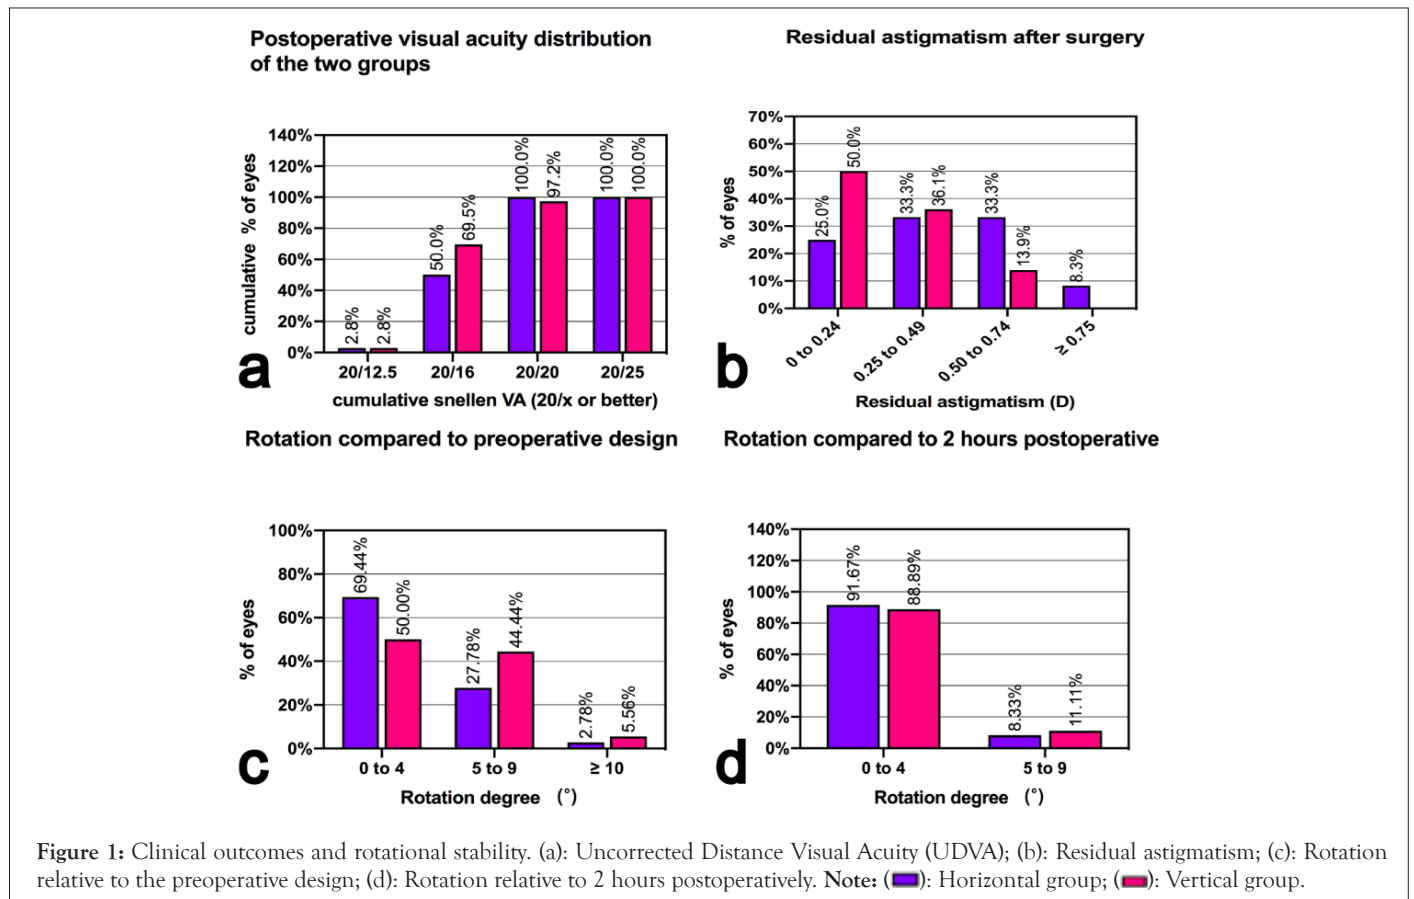 Postoperative visual acuity distribution
of the two groups
140%
120%
100%
80%
60%
40%
20%
0%
cumulative % of eyes
2.8%
2.8%
50.0%
69.5%
100.0%
97.2%
100.0%
100.0%
20/12.5
20/16
20/20
20/25
cumulative snellen VA (20/x or better)
a
Residual astigmatism after surgery
70%
60%
50%
40%
30%
20%
10%
0%
% of eyes
25.0%
50.0%
33.3%
36.1%
33.3%
13.9%
8.3%
0 to 0.24
0.25 to 0.49
0.50 to 0.74
≥ 0.75
Residual astigmatism (D)
b
Rotation compared to preoperative design
100%
80%
60%
40%
20%
0%
% of eyes
69.44%
50.00%
27.78%
44.44%
2.78%
5.56%
0 to 4
5 to 9
≥ 10
Rotation degree (°)
c
Rotation compared to 2 hours postoperative
140%
120%
100%
80%
60%
40%
20%
0%
% of eyes
91.67%
88.89%
8.33%
11.11%
0 to 4
5 to 9
Rotation degree (°)
d
Figure 1: Clinical outcomes and rotational stability. (a): Uncorrected Distance Visual Acuity (UDVA); (b): Residual astigmatism; (c): Rotation
relative to the preoperative design; (d): Rotation relative to 2 hours postoperatively. Note: ( ): Horizontal group; ( ): Vertical group.